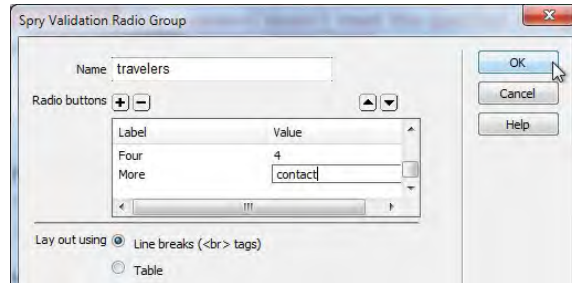 Spry Validation Radio Group
Name travelers
OK
Radio buttons
Cancel
Label Value
Help
Four 4
More contact
Lay out using Line breaks (<br> tags)
Table